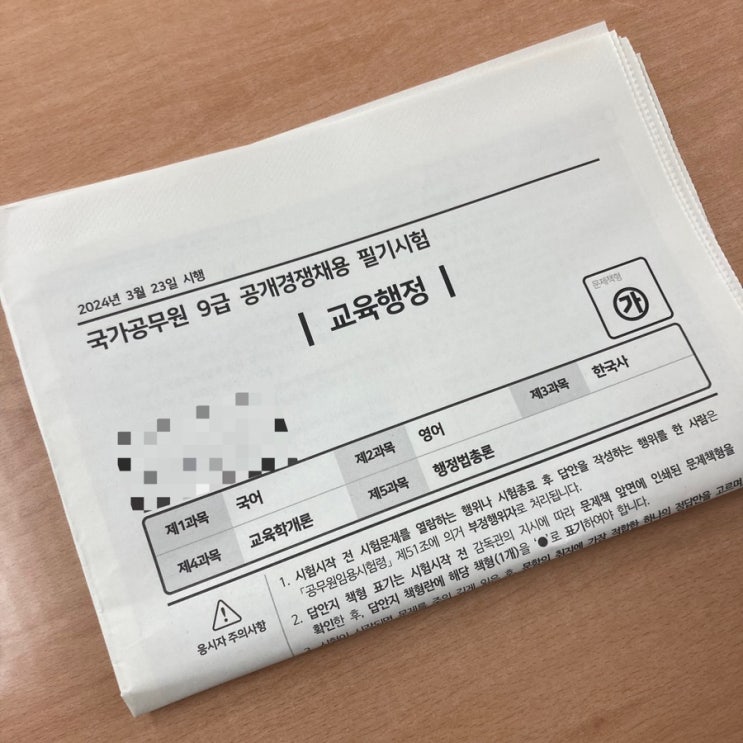 2024년 3월 23일 시행
국가공무원 9급 공개경쟁채용 필기시험
| 교육행정 |
문제책형
㉮
제1과목 국어 제2과목 영어 제3과목 한국사
제4과목 교육학개론 제5과목 행정법총론
응시자 주의사항
1. 시험시작 전 시험문제를 열람하는 행위나 시험종료 후 답안을 작성하는 행위를 한 사람은
「공무원임용시험령」 제51조에 의거 부정행위자로 처리됩니다.
2. 답안지 책형 표기는 시험시작 전 감독관의 지시에 따라 문제책 앞면에 인쇄된 문제책형을
확인한 후, 답안지 책형란에 해당 책형(1개)을 '●'로 표기하여야 합니다.